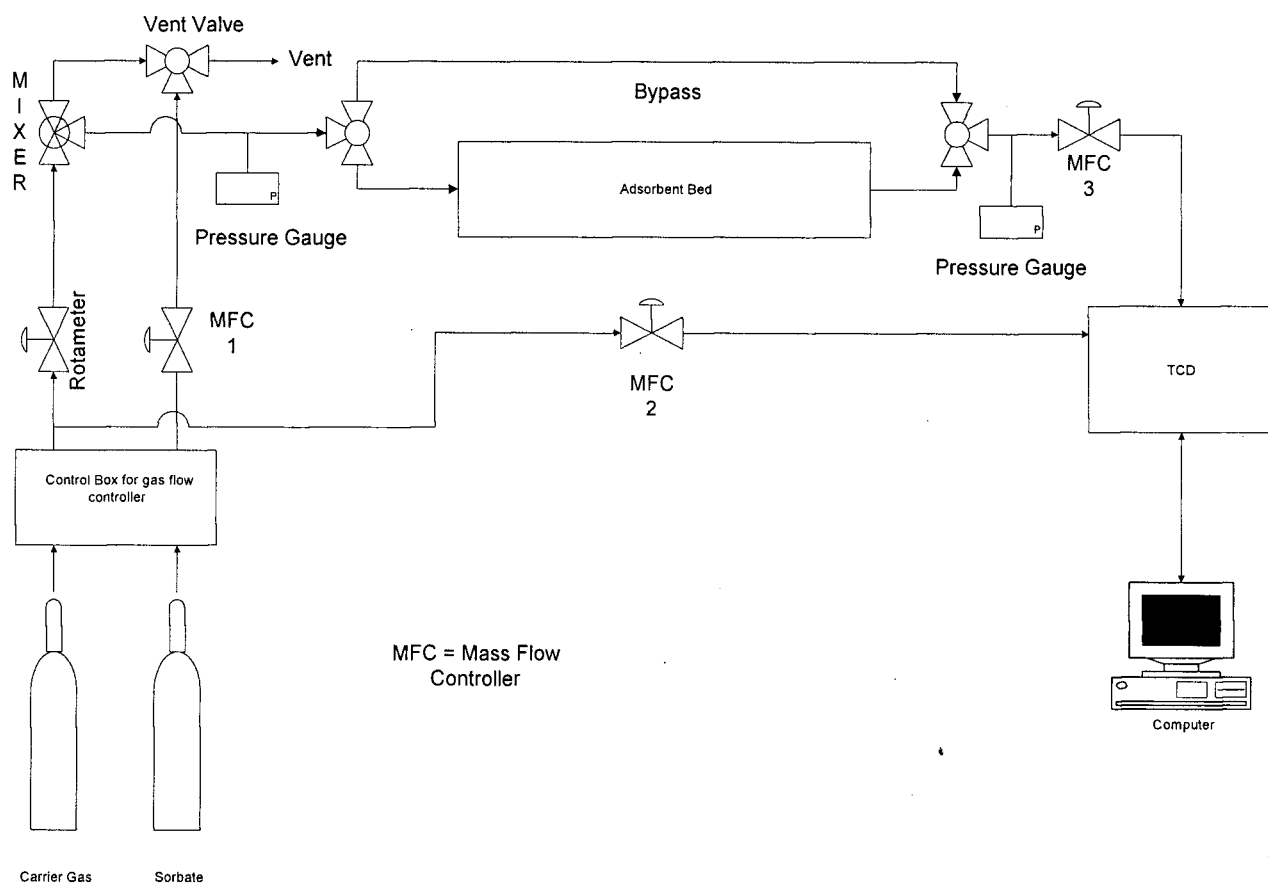 Vent Valve
Vent
MIXER
Bypass
Adsorbent Bed
MFC
3
P
Pressure Gauge
P
Pressure Gauge
Rotameter
MFC
1
MFC
2
TCD
Control Box for gas flow
controller
MFC = Mass Flow
Controller
Computer
Carrier Gas
Sorbate